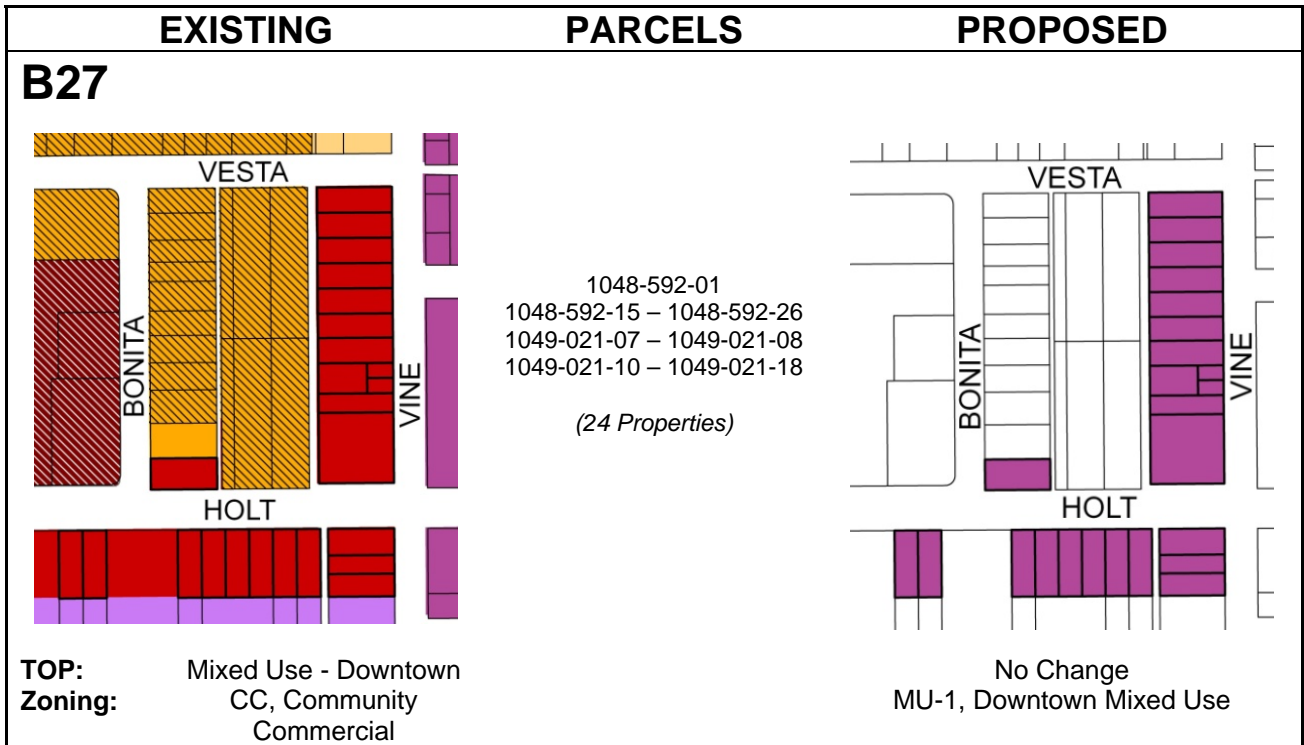 EXISTING PARCELS PROPOSED
B27
VESTA
BONITA
VINE
HOLT
1048-592-01
1048-592-15 – 1048-592-26
1049-021-07 – 1049-021-08
1049-021-10 – 1049-021-18
(24 Properties)
VESTA
BONITA
VINE
HOLT
TOP: Mixed Use - Downtown No Change
Zoning: CC, Community MU-1, Downtown Mixed Use
Commercial